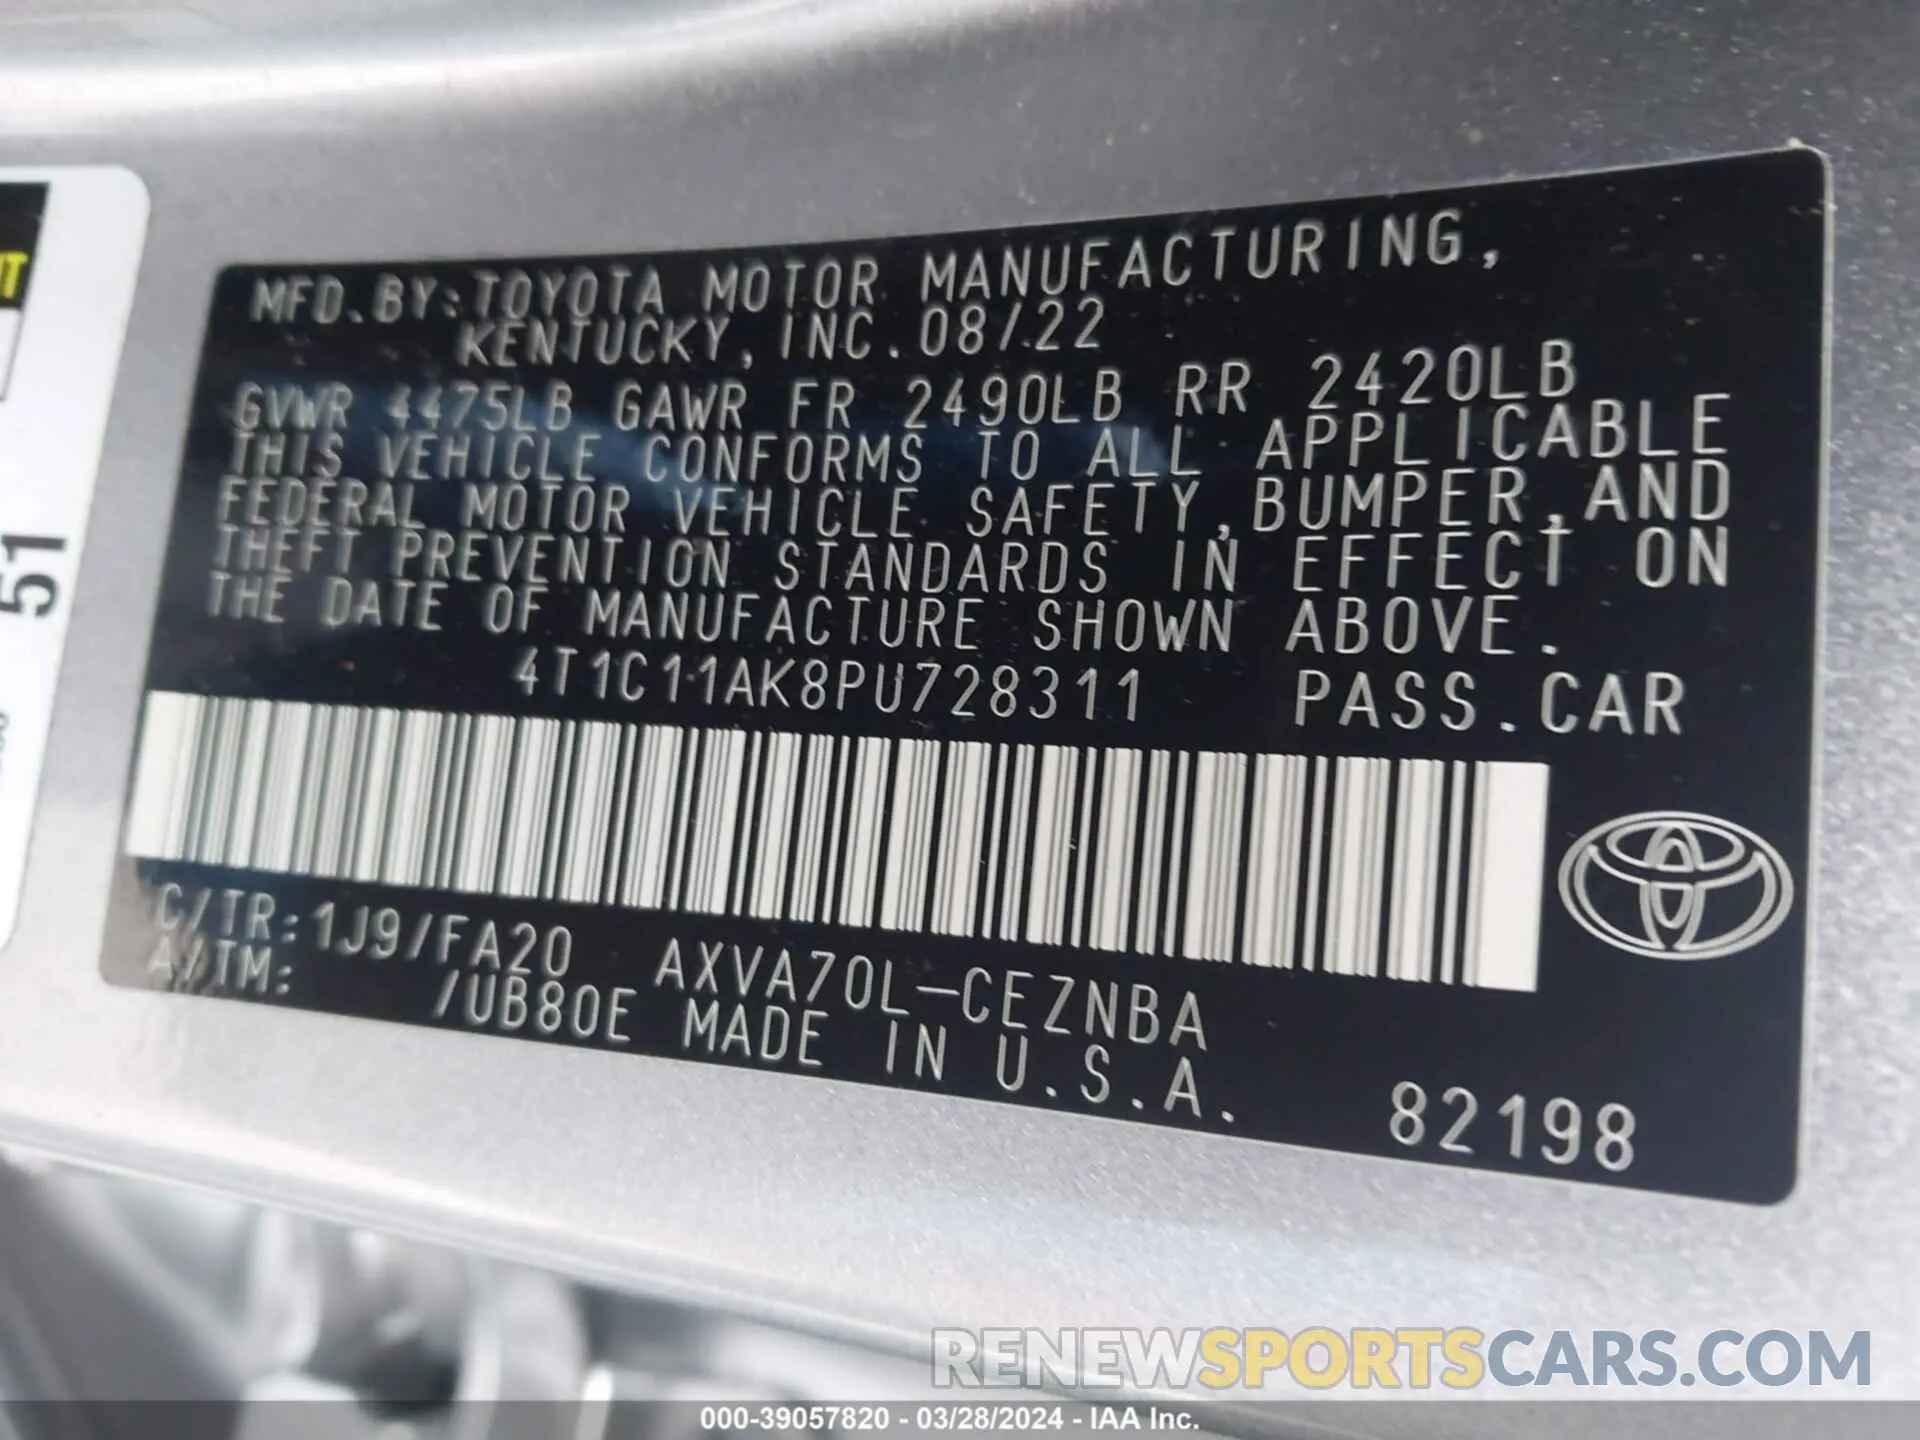 MFD.BY:TOYOTA MOTOR MANUFACTURING,
KENTUCKY, INC. 08/22
GVWR 4475LB GAWR FR 2490LB RR 2420LB
THIS VEHICLE CONFORMS TO ALL APPLICABLE
FEDERAL MOTOR VEHICLE SAFETY,BUMPER,AND
THEFT PREVENTION STANDARDS IN EFFECT ON
THE DATE OF MANUFACTURE SHOWN ABOVE.
4T1C11AK8PU728311 PASS.CAR
C/TR:1J9/FA20 AXVA70L-CEZNBA
A/TM: /UB80E MADE IN U.S.A.
82198
51
RENEWSPORTSCARS.COM
000-39057820 - 03/28/2024 - IAA Inc.